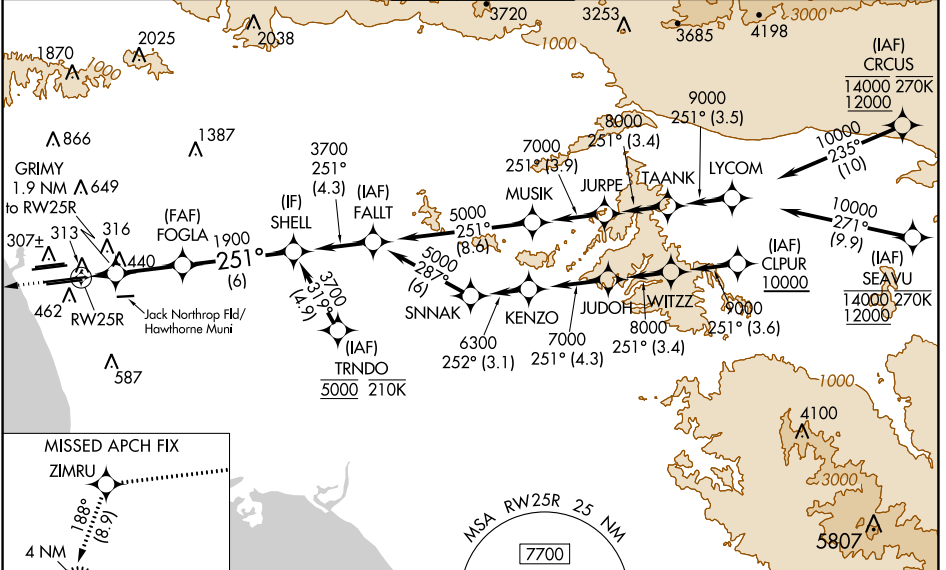 3720
3253
3000
2038
2025
1870
1000
1000
3685
4198
(IAF)
CRCUS
14000 270K
12000
9000
251° (3.5)
8000
251° (3.4)
7000
251° (3.9)
10000
235°
(10)
866
1387
3700
251°
(4.3)
GRIMY
1.9 NM
to RW25R
649
(IAF)
FALLT
MUSIK
JURPE
TAANK
LYCOM
(IF)
SHELL
(FAF)
FOGLA
5000
251°
(8.6)
10000
271°
(9.9)
307±
313
316
440
1900
251°
(6)
5000
287°
(6)
(IAF)
CLPUR
10000
(IAF)
SEAVU
14000 270K
12000
462
RW25R
Jack Northrop Fld/
Hawthorne Muni
3700
319°
(4.9)
SNNAK
KENZO
JUDOH
WITZZ
6300
252° (3.1)
7000
251° (4.3)
8000
251° (3.4)
9000
251° (3.6)
(IAF)
TRNDO
5000 210K
587
1000
4100
3000
5807
MISSED APCH FIX
ZIMRU
188°
(8.9)
4 NM
MSA RW25R 25 NM
7700